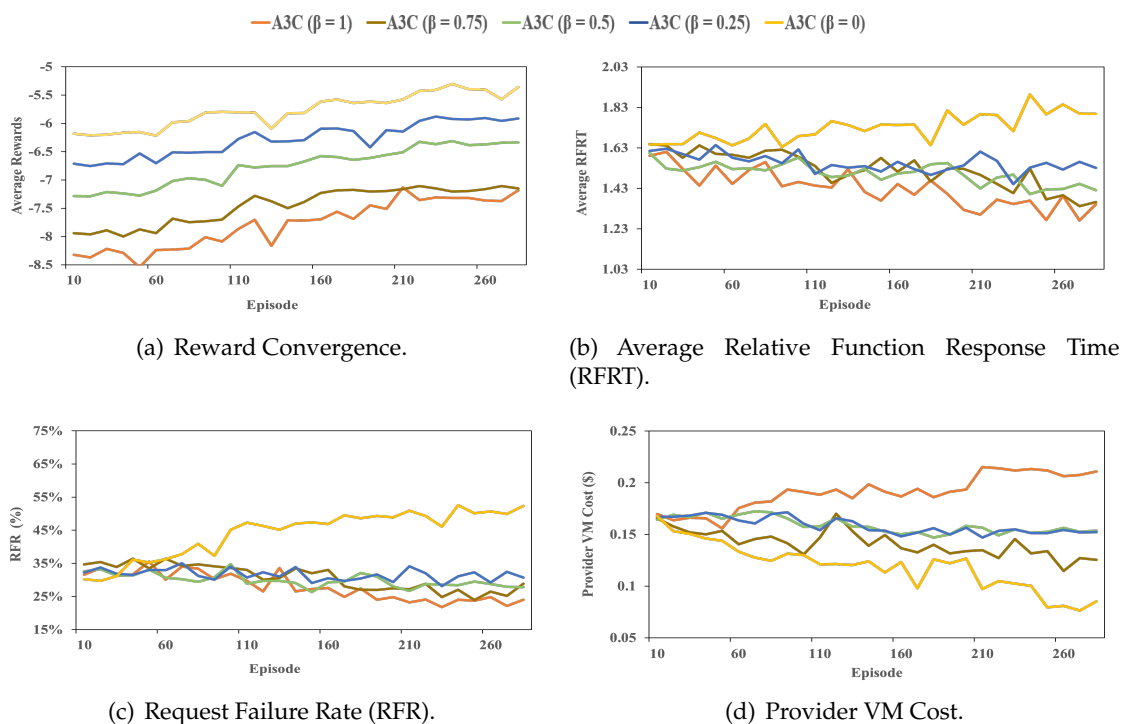 A3C (β = 1) A3C (β = 0.75) A3C (β = 0.5) A3C (β = 0.25) A3C (β = 0)
Average Rewards
-5
-5.5
-6
-6.5
-7
-7.5
-8
-8.5
10 60 110 160 210 260
Episode
(a) Reward Convergence.
Average RFRT
2.03
1.83
1.63
1.43
1.23
1.03
10 60 110 160 210 260
Episode
(b) Average Relative Function Response Time
(RFRT).
RFR (%)
75%
65%
55%
45%
35%
25%
15%
10 60 110 160 210 260
Episode
(c) Request Failure Rate (RFR).
Provider VM Cost ($)
0.25
0.2
0.15
0.1
0.05
10 60 110 160 210 260
Episode
(d) Provider VM Cost.